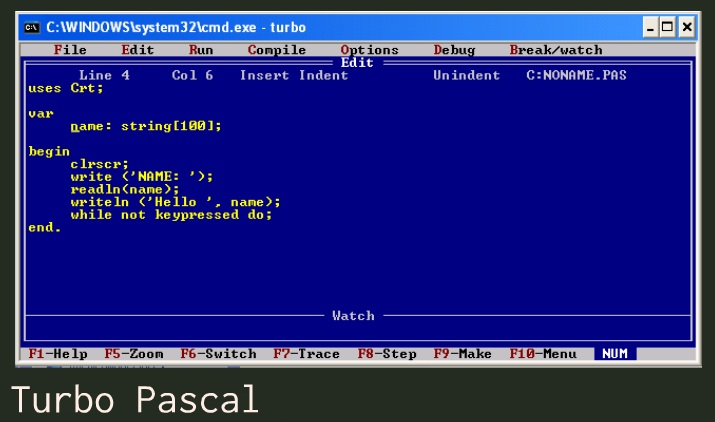 C:\WINDOWS\system32\cmd.exe - turbo
File Edit Run Compile Options Debug Break/watch
Edit
Line 4 Col 6 Insert Indent Unindent C:NONAME.PAS
uses Crt;
var
name: string[100];
begin
clrscr;
write ('NAME: ');
readln(name);
writeln ('Hello ', name);
while not keypressed do;
end.
Watch
F1-Help F5-Zoom F6-Switch F7-Trace F8-Step F9-Make F10-Menu NUM
Turbo Pascal